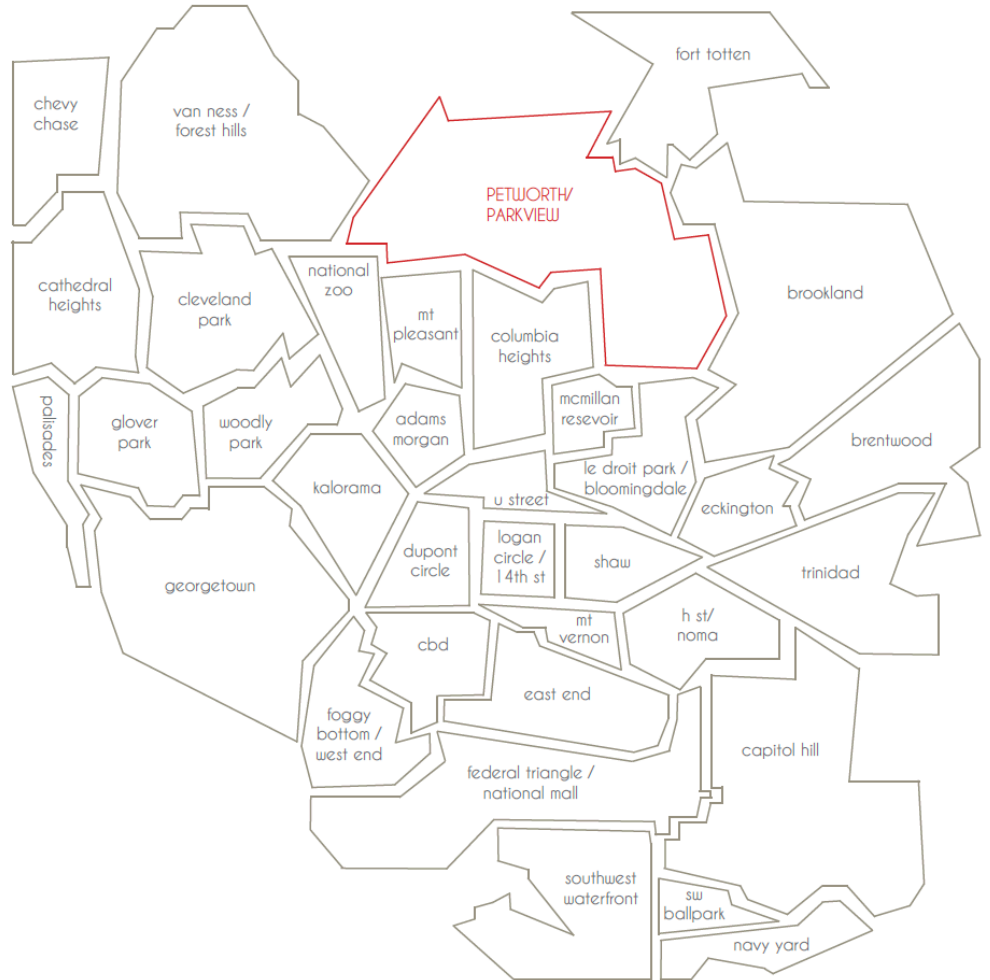 fort totten
chevy
chase
van ness /
forest hills
PETWORTH/
PARKVIEW
national
zoo
cathedral
heights
cleveland
park
brookland
mt
pleasant
columbia
heights
palisades
glover
park
woodly
park
adams
morgan
mcmillan
resevoir
brentwood
le droit park /
bloomingdale
kalorama
u street
eckington
dupont
circle
logan
circle /
14th st
shaw
trinidad
georgetown
mt
vernon
h st/
noma
cbd
east end
foggy
bottom /
west end
capitol hill
federal triangle /
national mall
southwest
waterfront
sw
ballpark
navy yard